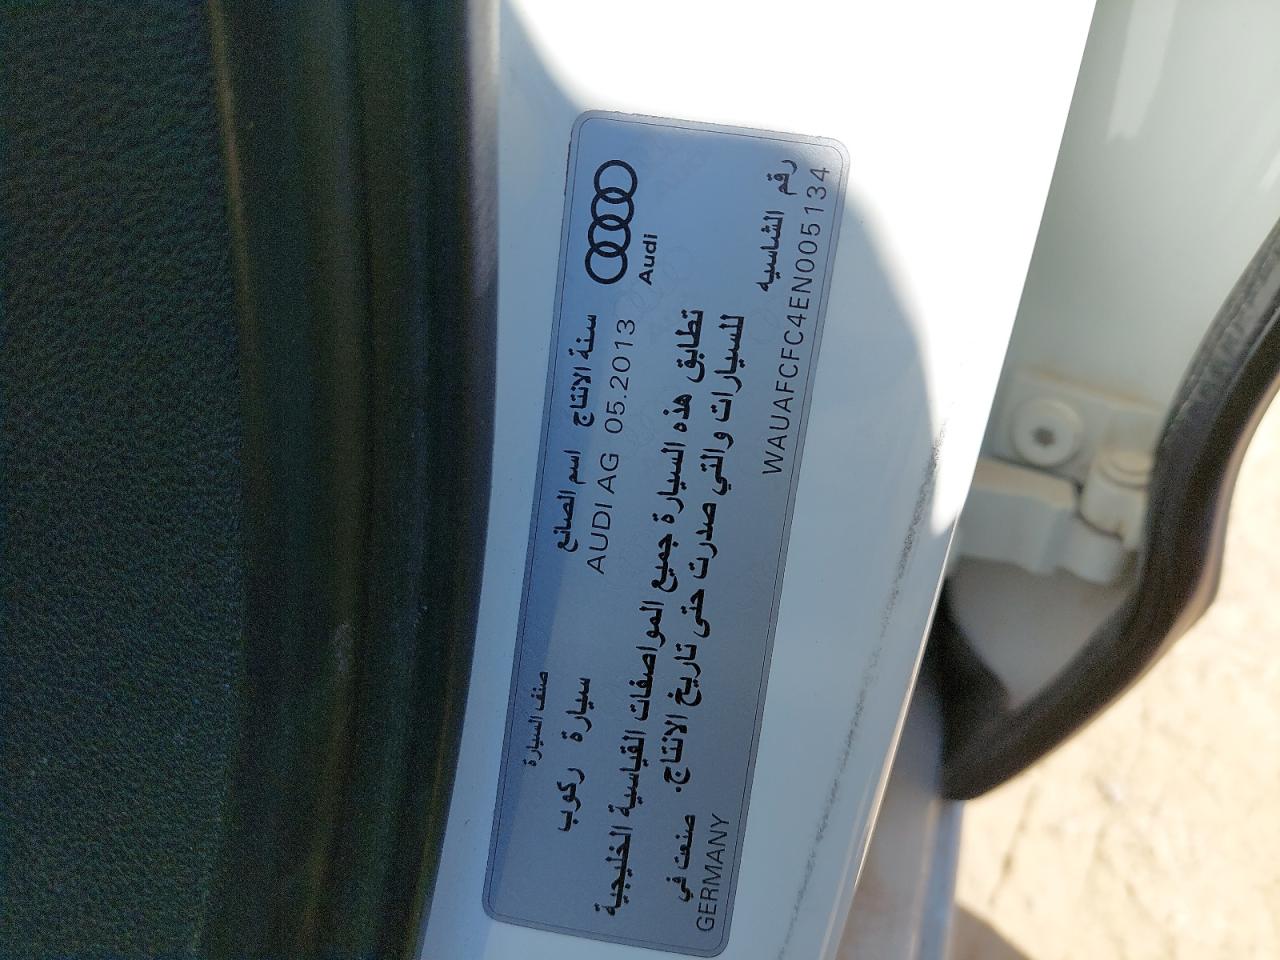 Audi
صنف السيارة
سيارة ركوب
اسم الصانع
AUDI AG
سنة الانتاج
05.2013
تطابق هذه السيارة جميع المواصفات القياسية الخليجية
للسيارات والتي صدرت حتى تاريخ الانتاج.
صنعت في
GERMANY
رقم الشاسيه
WAUAFCFC4EN005134